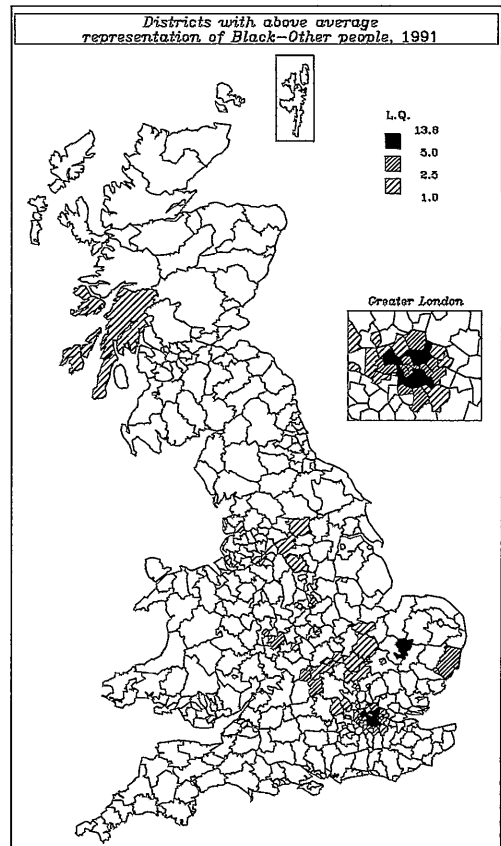 Districts with above average
representation of Black-Other people, 1991
L.Q.
13.8
5.0
2.5
1.0
Greater London